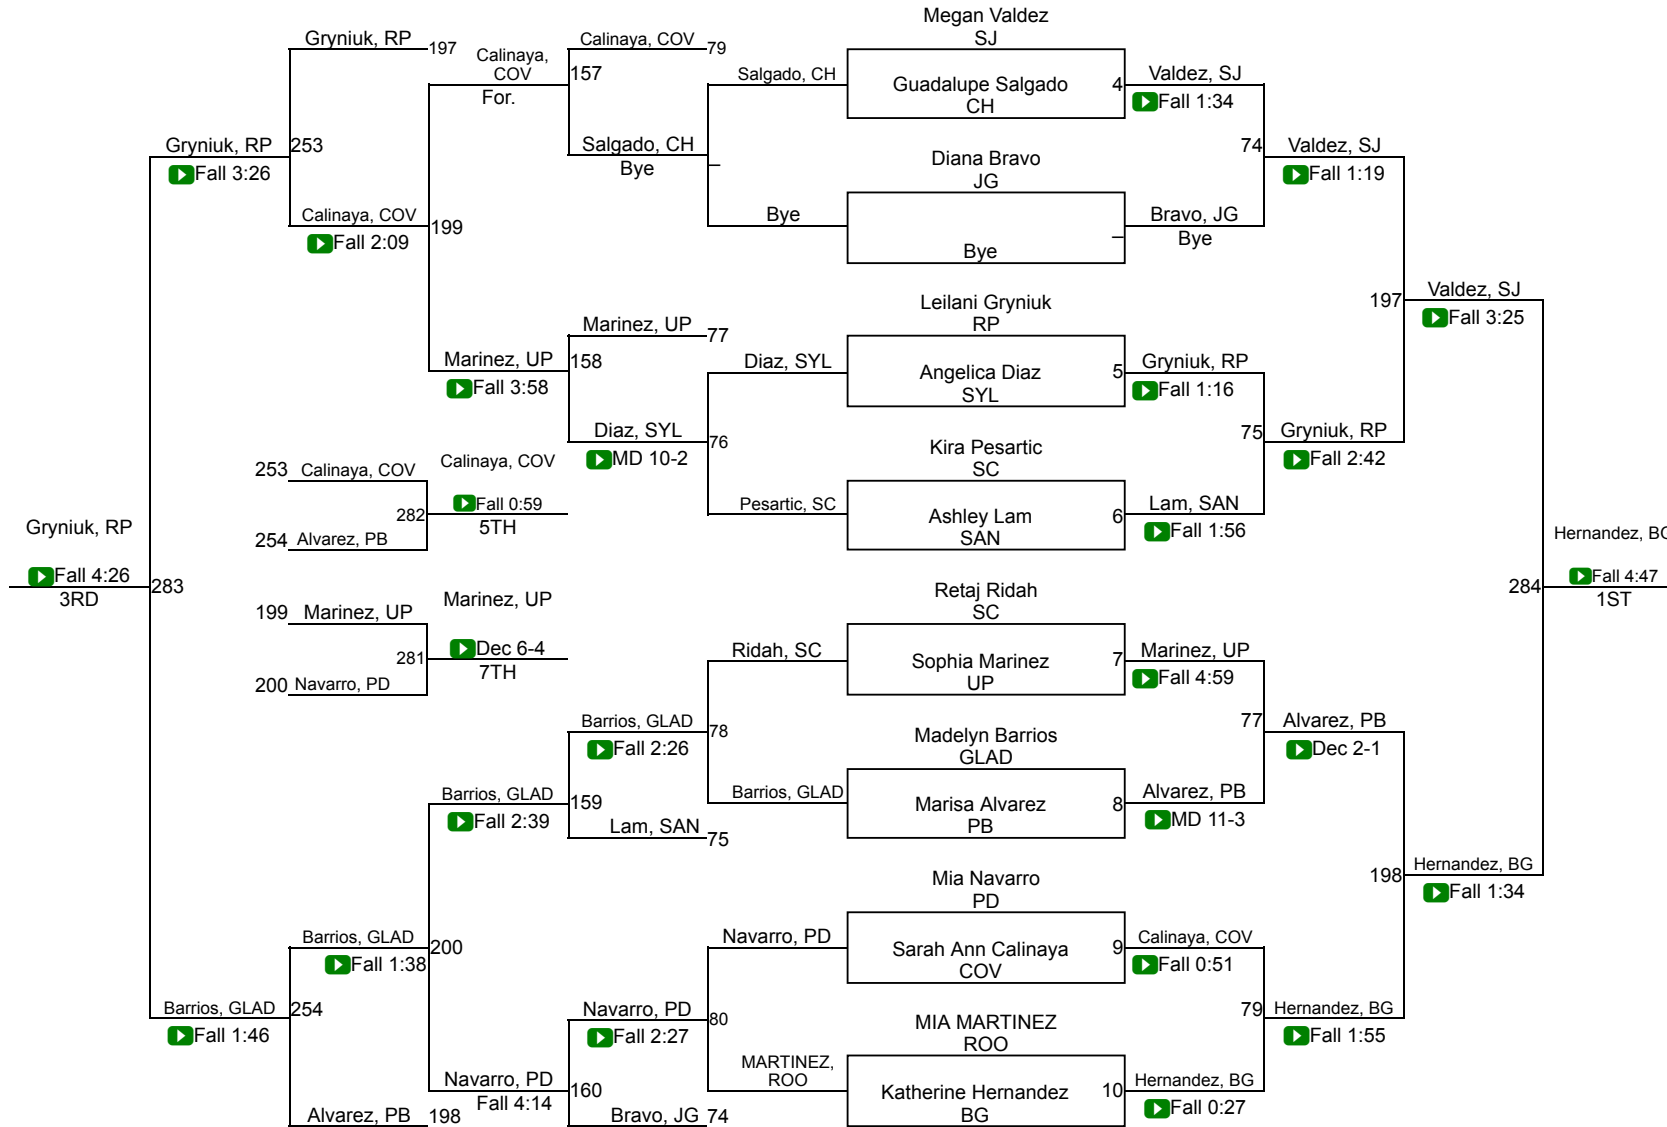 Megan Valdez
SJ
Gryniuk, RP 197
Calinaya, COV 79
Calinaya,
COV
For.
157
Salgado, CH
Guadalupe Salgado
CH
4
Valdez, SJ
Fall 1:34
Gryniuk, RP
Fall 3:26
253
Salgado, CH
Bye
–
Diana Bravo
JG
74
Valdez, SJ
Fall 1:19
Calinaya, COV
Fall 2:09
199
Bye
Bye
–
Bravo, JG
Bye
Leilani Gryniuk
RP
197
Valdez, SJ
Fall 3:25
Marinez, UP 77
Marinez, UP
Fall 3:58
158
Diaz, SYL
Angelica Diaz
SYL
5
Gryniuk, RP
Fall 1:16
Diaz, SYL
MD 10-2
76
Kira Pesartic
SC
75
Gryniuk, RP
Fall 2:42
253 Calinaya, COV
Calinaya, COV
Fall 0:59
5TH
282
254 Alvarez, PB
Pesartic, SC
Ashley Lam
SAN
6
Lam, SAN
Fall 1:56
Gryniuk, RP
Fall 4:26
3RD
283
Hernandez, BG
Fall 4:47
1ST
284
Retaj Ridah
SC
199 Marinez, UP
Marinez, UP
Dec 6-4
7TH
281
200 Navarro, PD
Ridah, SC
Sophia Marinez
UP
7
Marinez, UP
Fall 4:59
Barrios, GLAD
Fall 2:26
78
Madelyn Barrios
GLAD
77
Alvarez, PB
Dec 2-1
Barrios, GLAD
Fall 2:39
159
Barrios, GLAD
Marisa Alvarez
PB
8
Alvarez, PB
MD 11-3
Lam, SAN 75
Mia Navarro
PD
198
Hernandez, BG
Fall 1:34
Barrios, GLAD
Fall 1:38
200
Navarro, PD
Sarah Ann Calinaya
COV
9
Calinaya, COV
Fall 0:51
Barrios, GLAD
Fall 1:46
254
Navarro, PD
Fall 2:27
80
MIA MARTINEZ
ROO
79
Hernandez, BG
Fall 1:55
Navarro, PD
Fall 4:14
160
MARTINEZ,
ROO
Katherine Hernandez
BG
10
Hernandez, BG
Fall 0:27
Alvarez, PB 198
Bravo, JG 74